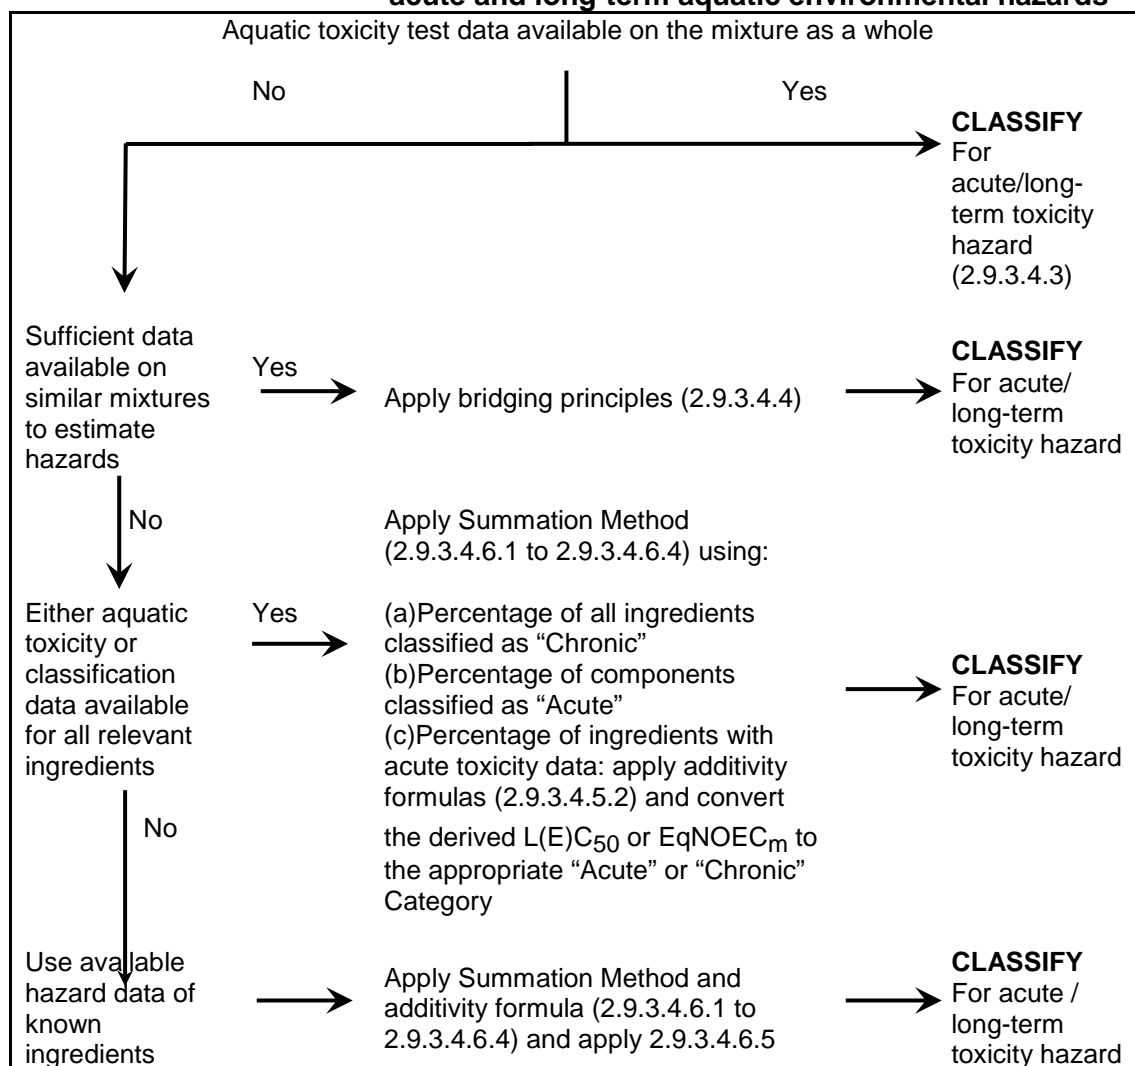 acute and long-term aquatic environmental hazards
Aquatic toxicity test data available on the mixture as a whole
No
Yes
CLASSIFY
For
acute/long-
term toxicity
hazard
(2.9.3.4.3)
Sufficient data
available on
similar mixtures
to estimate
hazards
Yes
Apply bridging principles (2.9.3.4.4)
CLASSIFY
For acute/
long-term
toxicity hazard
No
Either aquatic
toxicity or
classification
data available
for all relevant
ingredients
Yes
Apply Summation Method
(2.9.3.4.6.1 to 2.9.3.4.6.4) using:
(a)Percentage of all ingredients
classified as “Chronic”
(b)Percentage of components
classified as “Acute”
(c)Percentage of ingredients with
acute toxicity data: apply additivity
formulas (2.9.3.4.5.2) and convert
the derived L(E)C50 or EqNOECm to
the appropriate “Acute” or “Chronic”
Category
CLASSIFY
For acute/
long-term
toxicity hazard
No
Use available
hazard data of
known
ingredients
Apply Summation Method and
additivity formula (2.9.3.4.6.1 to
2.9.3.4.6.4) and apply 2.9.3.4.6.5
CLASSIFY
For acute /
long-term
toxicity hazard